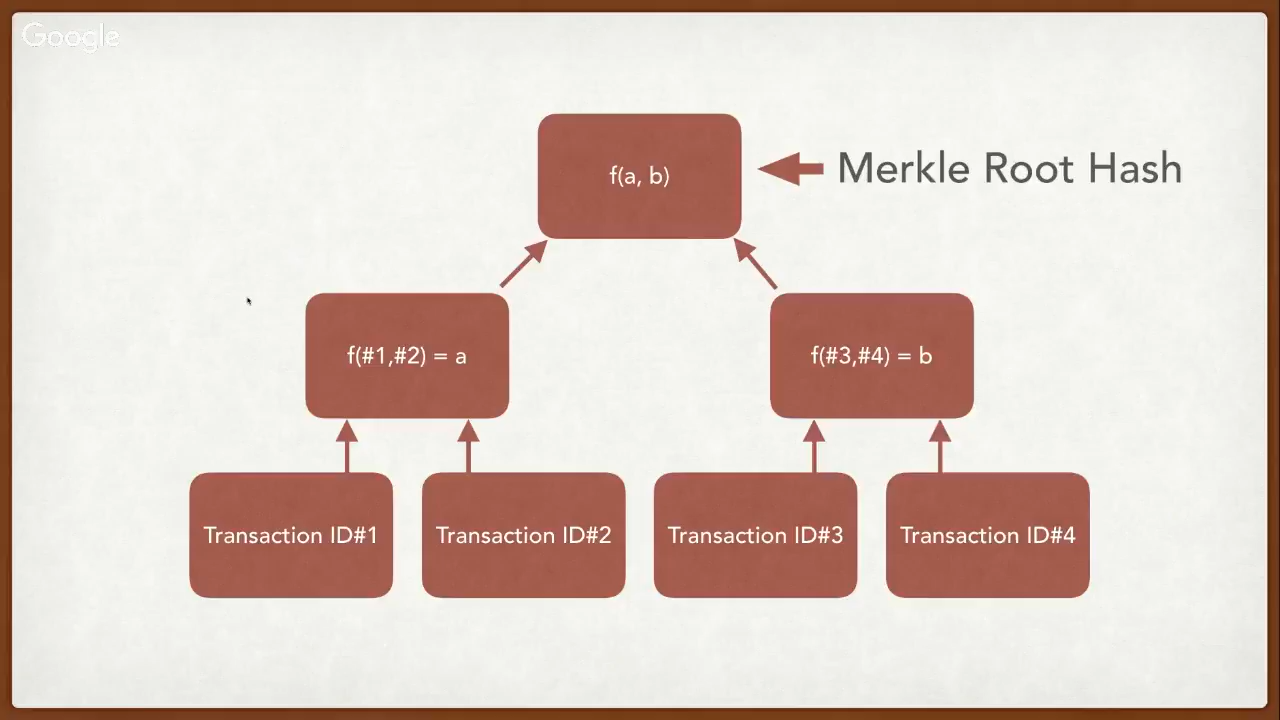 Google
f(a, b)
Merkle Root Hash
f(#1,#2) = a
f(#3,#4) = b
Transaction ID#1
Transaction ID#2
Transaction ID#3
Transaction ID#4